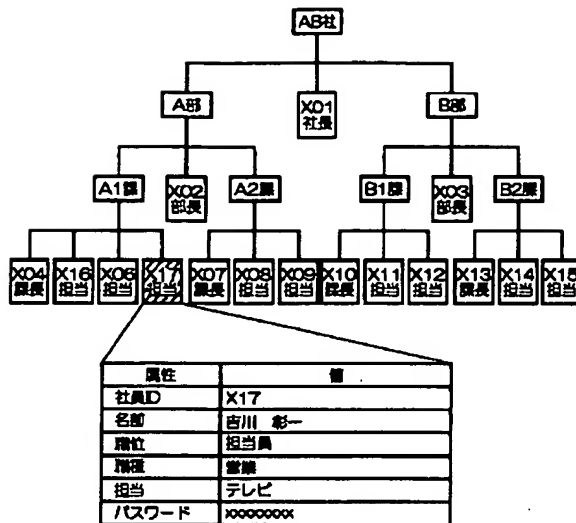 AB社
A部
X01
社長
B部
A1課
X02
部長
A2課
B1課
X03
部長
B2課
X04
課長
X16
担当
X06
担当
X17
担当
X07
課長
X08
担当
X09
担当
X10
課長
X11
担当
X12
担当
X13
課長
X14
担当
X15
担当
属性 値
社員ID X17
名前 吉川 彰一
職位 担当員
職種 営業
担当 テレビ
パスワード xxxxxxxx